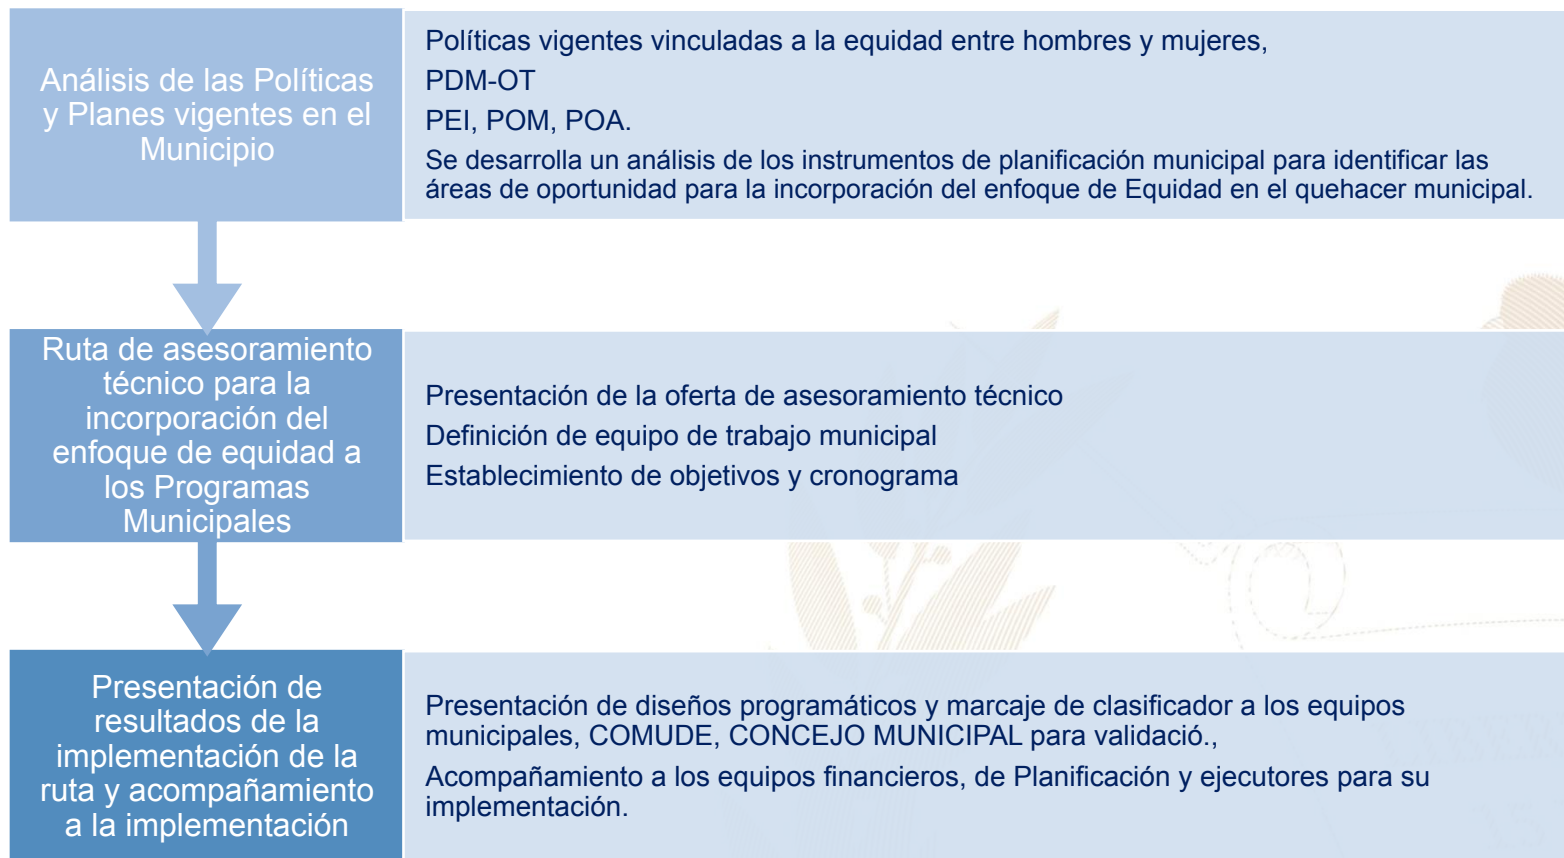 Análisis de las Políticas
y Planes vigentes en el
Municipio
Políticas vigentes vinculadas a la equidad entre hombres y mujeres,
PDM-OT
PEI, POM, POA.
Se desarrolla un análisis de los instrumentos de planificación municipal para identificar las
áreas de oportunidad para la incorporación del enfoque de Equidad en el quehacer municipal.
Ruta de asesoramiento
técnico para la
incorporación del
enfoque de equidad a
los Programas
Municipales
Presentación de la oferta de asesoramiento técnico
Definición de equipo de trabajo municipal
Establecimiento de objetivos y cronograma
Presentación de
resultados de la
implementación de la
ruta y acompañamiento
a la implementación
Presentación de diseños programáticos y marcaje de clasificador a los equipos
municipales, COMUDE, CONCEJO MUNICIPAL para validació.,
Acompañamiento a los equipos financieros, de Planificación y ejecutores para su
implementación.